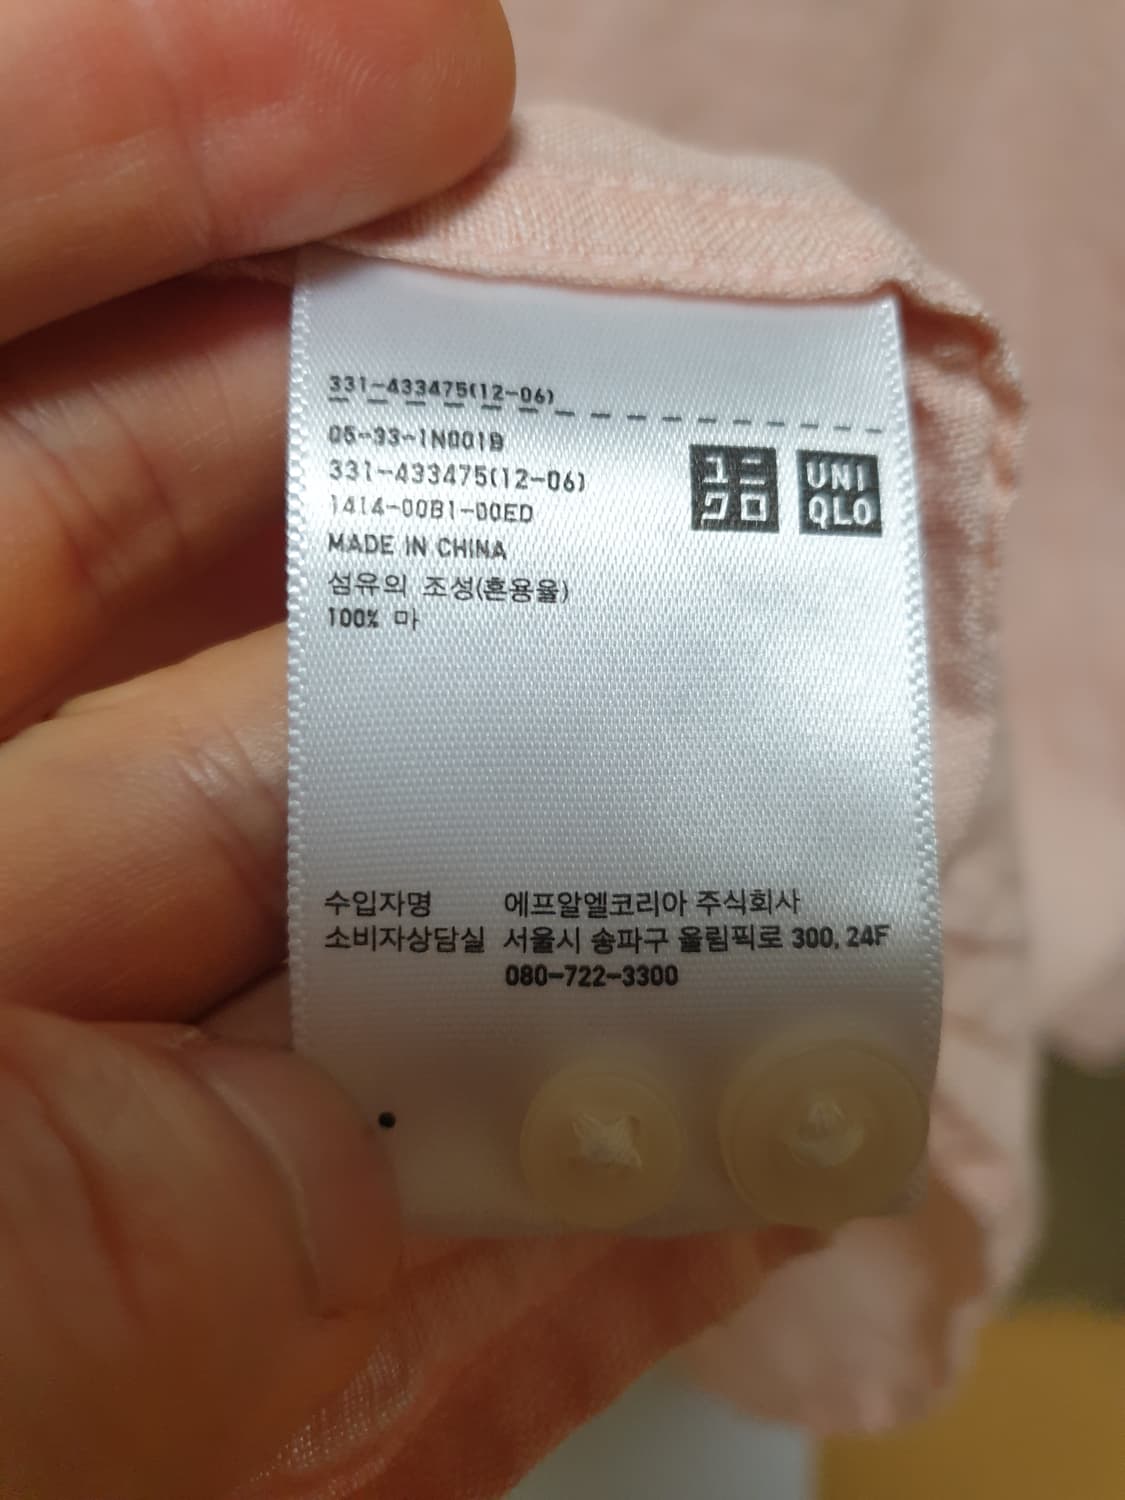 331-433475(12-06)
05-33-1N001B
331-433475(12-06)
1414-00B1-00ED
MADE IN CHINA
섬유의 조성(혼용율)
100% 마
ユニ
クロ
UNI
QLO
수입자명 에프알엘코리아 주식회사
소비자상담실 서울시 송파구 올림픽로 300, 24F
080-722-3300